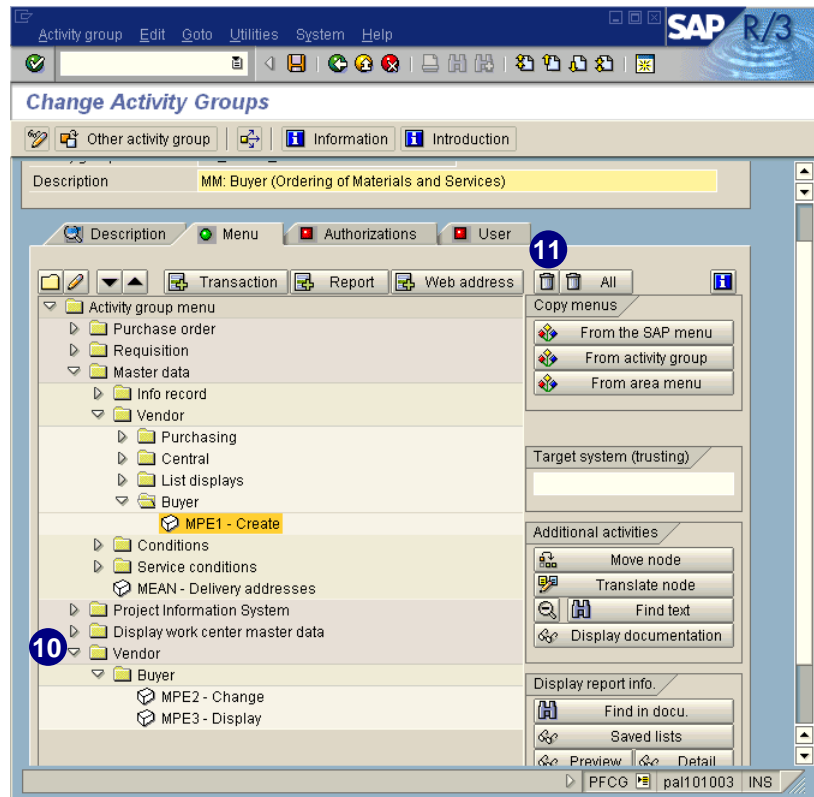 Activity group Edit Goto Utilities System Help
SAP R/3
Change Activity Groups
Other activity group Information Introduction
Description MM: Buyer (Ordering of Materials and Services)
Description Menu Authorizations User
11
Transaction Report Web address All
Activity group menu
Purchase order
Requisition
Master data
Info record
Vendor
Purchasing
Central
List displays
Buyer
MPE1 - Create
Conditions
Service conditions
MEAN - Delivery addresses
Project Information System
Display work center master data
10
Vendor
Buyer
MPE2 - Change
MPE3 - Display
Copy menus
From the SAP menu
From activity group
From area menu
Target system (trusting)
Additional activities
Move node
Translate node
Find text
Display documentation
Display report info.
Find in docu.
Saved lists
Preview Detail
PFCG pal101003 INS